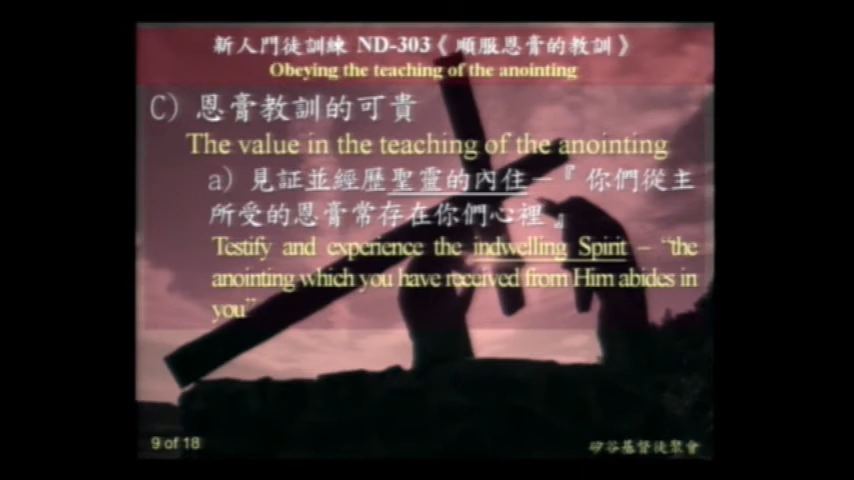 新人門徒訓練 ND-303《順服恩膏的教訓》
Obeying the teaching of the anointing
C) 恩膏教訓的可貴
The value in the teaching of the anointing
a) 見証並經歷聖靈的內住–『你們從主
所受的恩膏常存在你們心裡』
Testify and experience the indwelling Spirit – “the
anointing which you have received from Him abides in
you”
9 of 18
矽谷基督徒聚會